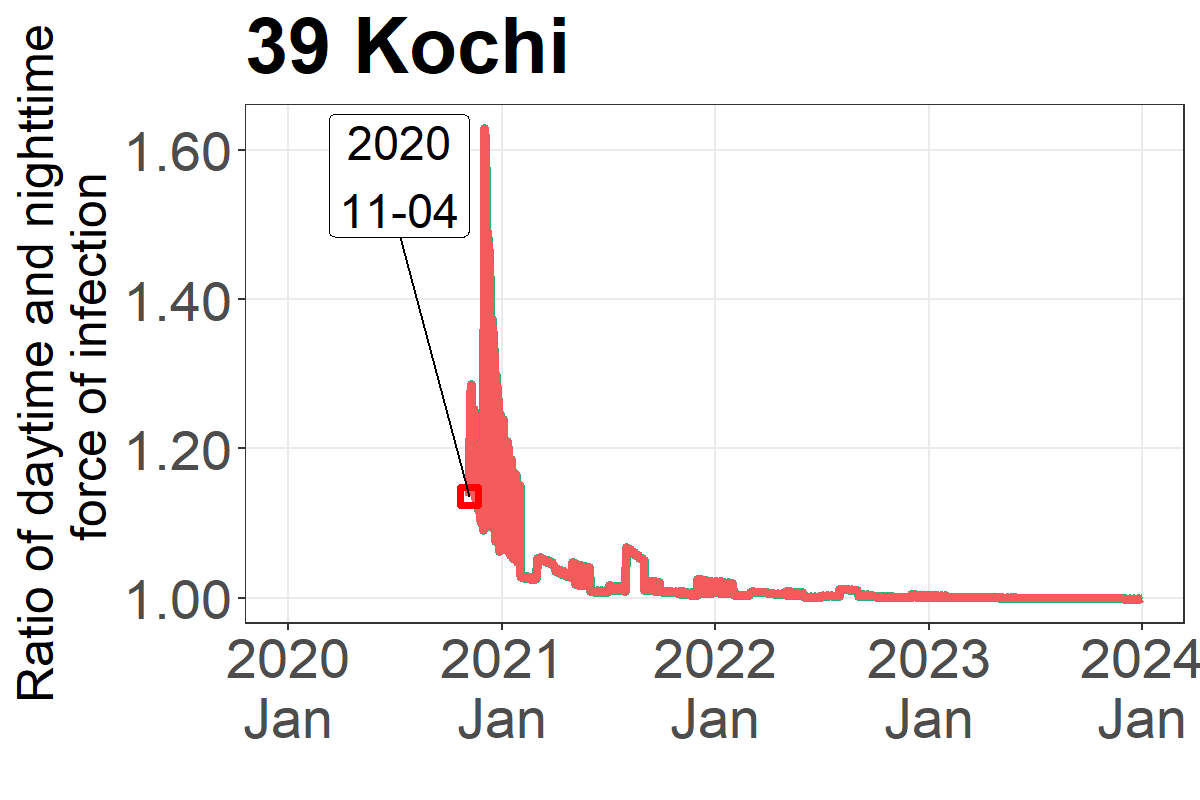 39 Kochi
Ratio of daytime and nighttime
force of infection
1.60
1.40
1.20
1.00
2020
11-04
2020
Jan
2021
Jan
2022
Jan
2023
Jan
2024
Jan